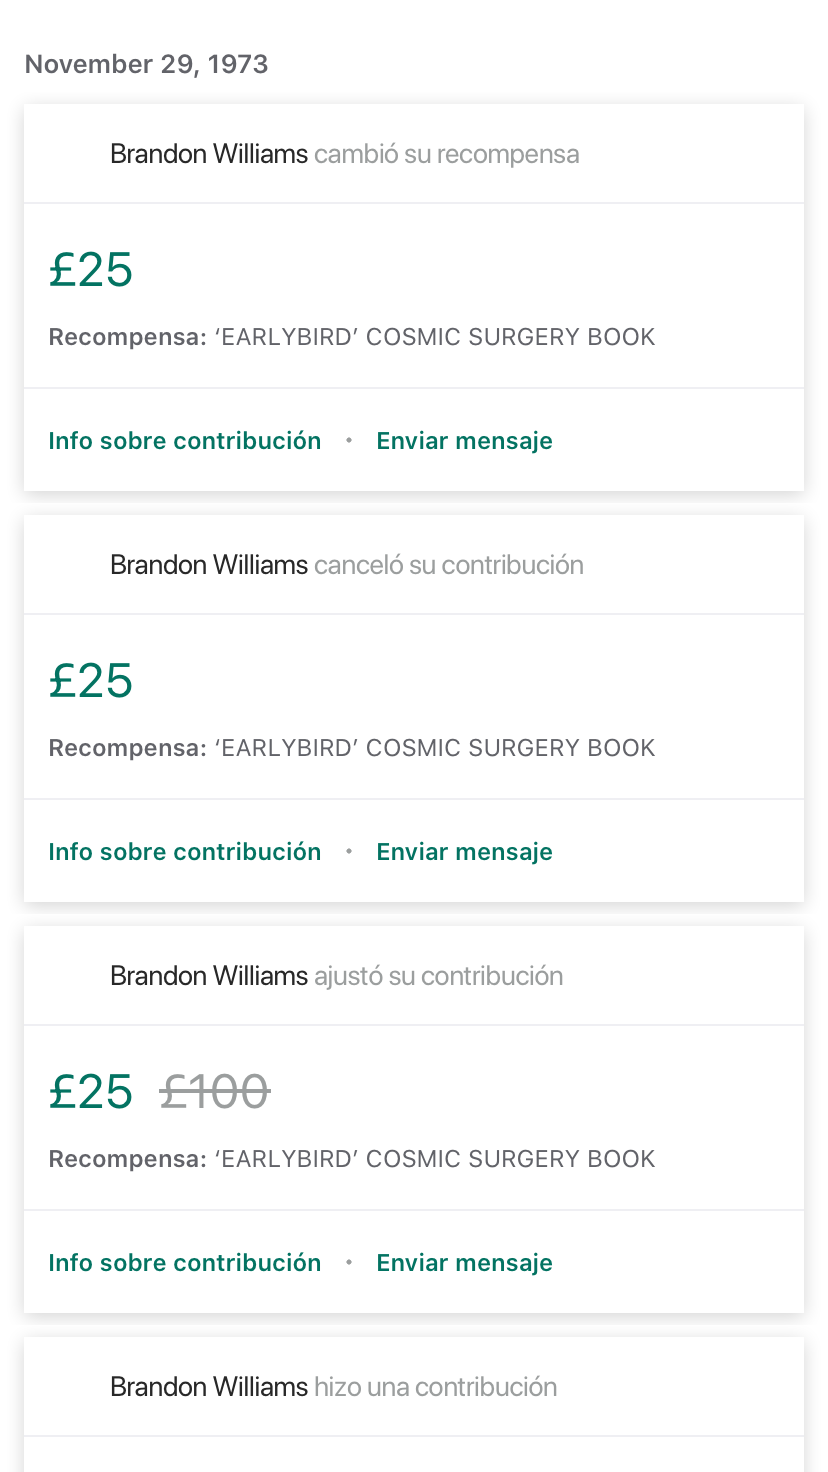 November 29, 1973
Brandon Williams cambió su recompensa
£25
Recompensa: ‘EARLYBIRD’ COSMIC SURGERY BOOK
Info sobre contribución • Enviar mensaje
Brandon Williams canceló su contribución
£25
Recompensa: ‘EARLYBIRD’ COSMIC SURGERY BOOK
Info sobre contribución • Enviar mensaje
Brandon Williams ajustó su contribución
£25 £100
Recompensa: ‘EARLYBIRD’ COSMIC SURGERY BOOK
Info sobre contribución • Enviar mensaje
Brandon Williams hizo una contribución